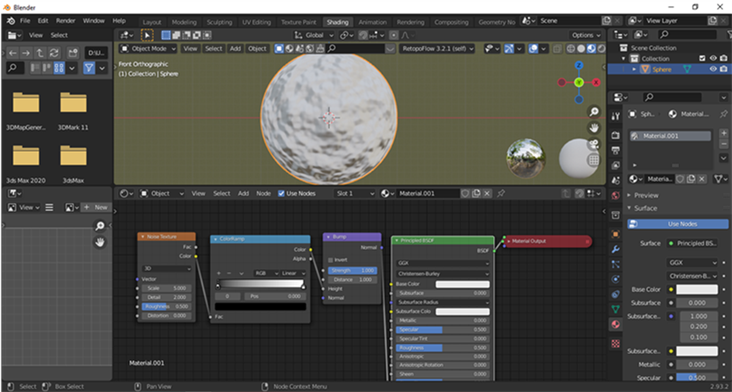 Blender
File Edit Render Window Help
Layout Modeling Sculpting UV Editing Texture Paint Shading Animation Rendering Compositing Geometry No
Scene View Layer
View Select
Global
Options
Object Mode View Select Add Object RetopoFlow 3.2.1 (self)
D:\I...
Front Orthographic
(1) Collection | Sphere
Scene Collection
Collection
Sphere
3DMapGener... 3DMark 11
3ds Max 2020 3dsMax
Z
X
Y
Sph... Material...
Material.001
Materia...
Preview
Surface
Use Nodes
Surface Principled BS...
GGX
Christensen-B...
Base Color
Subsurface 0.000
Subsurface... 1.000
0.200
0.100
Subsurface...
Metallic 0.000
Specular 0.500
View New
Object View Select Add Node Use Nodes Slot 1 Material.001
Noise Texture
Fac
Color
3D
Vector
Scale 5.000
Detail 2.000
Roughness 0.500
Distortion 0.000
ColorRamp
Color
Alpha
RGB Linear
0 Pos 0.000
Fac
Bump
Normal
Invert
Strength 1.000
Distance 1.000
Height
Normal
Principled BSDF
BSDF
GGX
Christensen-Burley
Base Color
Subsurface 0.000
Subsurface Radius
Subsurface Colo
Metallic 0.000
Specular 0.500
Specular Tint 0.000
Roughness 0.500
Anisotropic 0.000
Anisotropic Rotation 0.000
Sheen 0.000
Material Output
Material.001
Select Box Select Pan View Node Context Menu 2.93.2